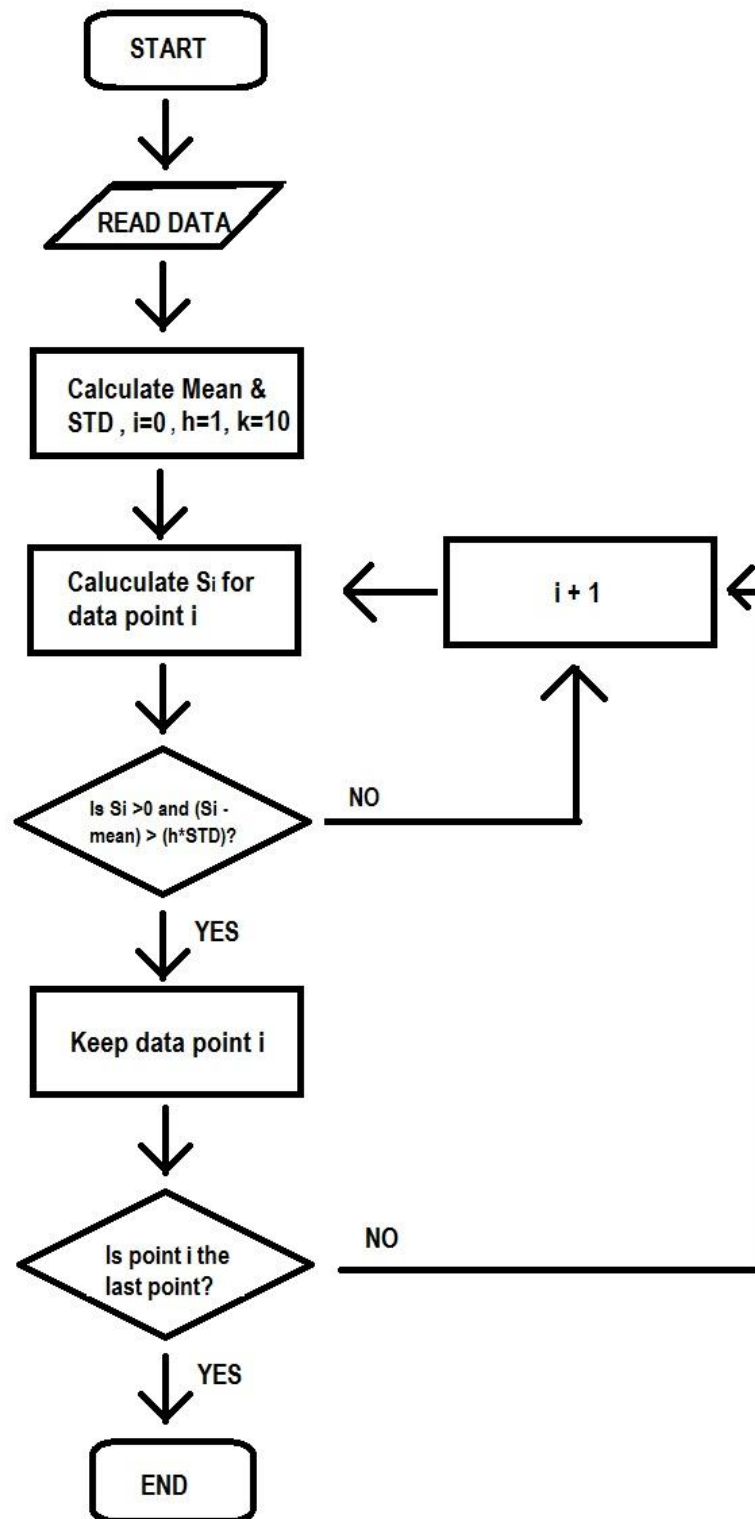 START
READ DATA
Calculate Mean &
STD , i=0 , h=1, k=10
Caluculate Si for
data point i
i + 1
Is Si >0 and (Si -
mean) > (h*STD)?
NO
YES
Keep data point i
Is point i the
last point?
NO
YES
END